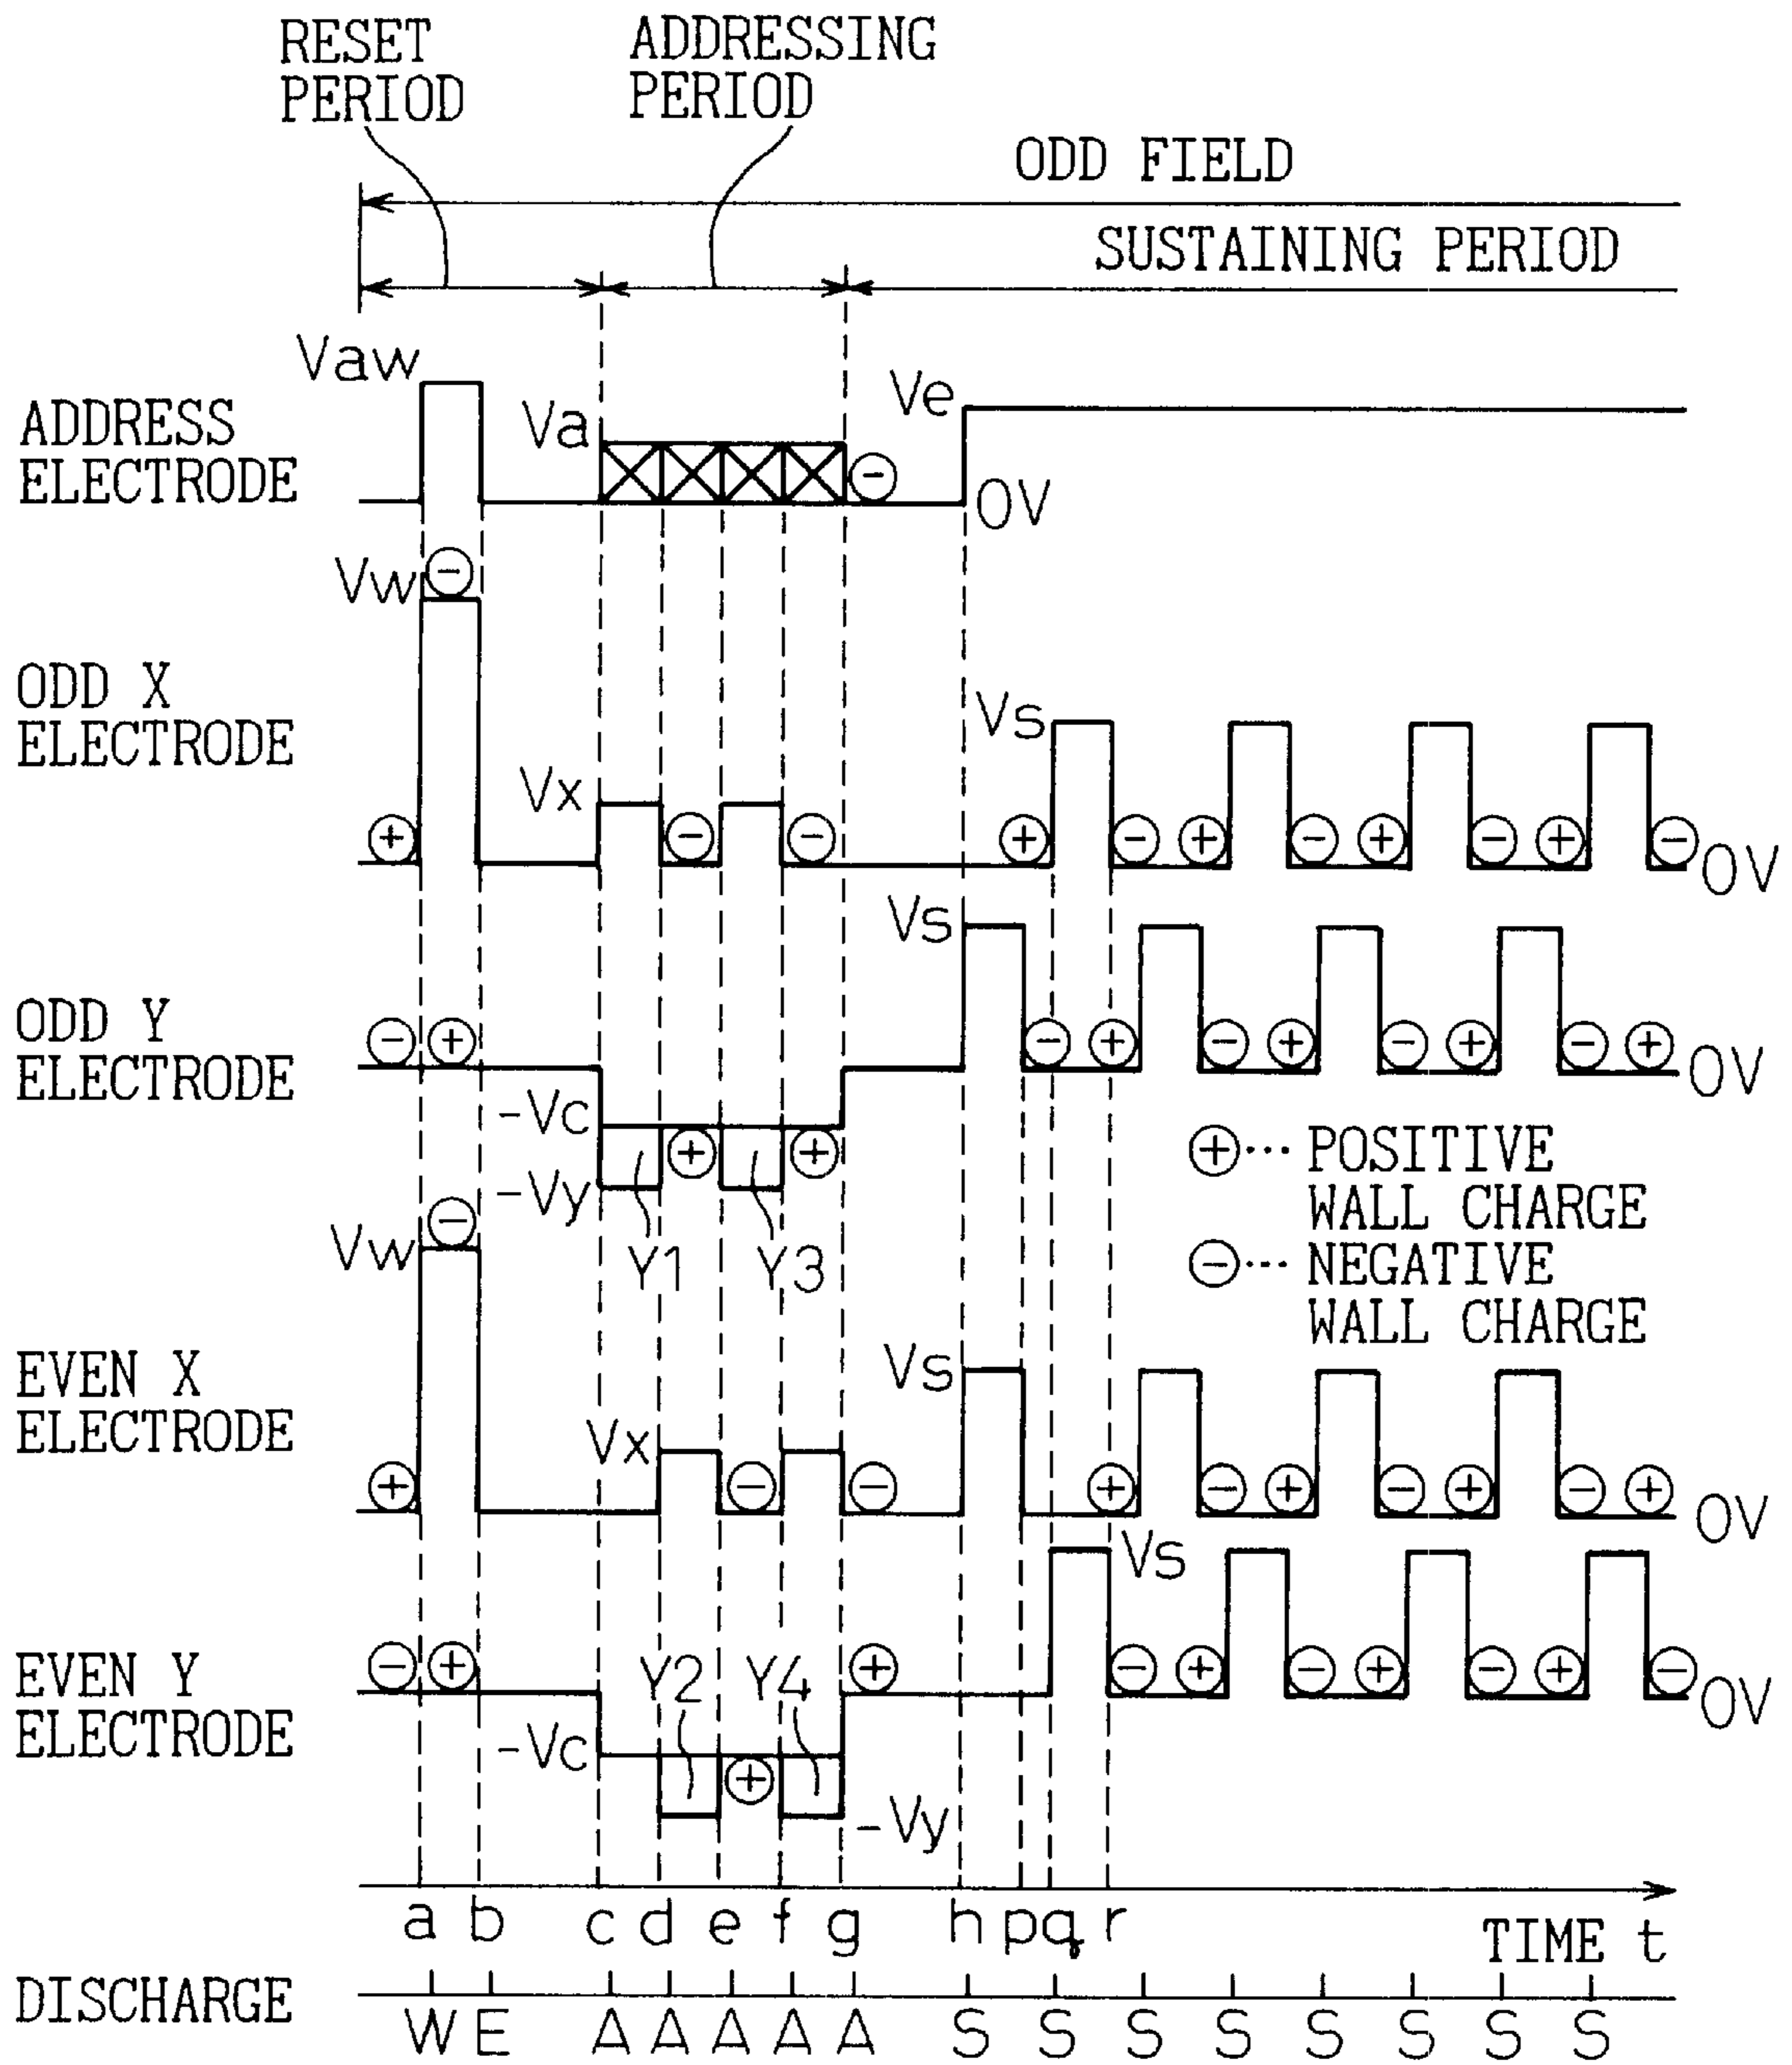 RESET
PERIOD
ADDRESSING
PERIOD
ODD FIELD
SUSTAINING PERIOD
Vaw
Va
Ve
ADDRESS
ELECTRODE
−
0V
Vw
−
ODD X
ELECTRODE
Vs
Vx
+ − − + − + − + − + −
0V
Vs
ODD Y
ELECTRODE
− + − + − + − + − +
0V
-Vc
+ +
-Vy
Y1 Y3
+ ··· POSITIVE
WALL CHARGE
− ··· NEGATIVE
WALL CHARGE
−
Vw
EVEN X
ELECTRODE
Vs
Vx
+ − − + − + − + − +
0V
Vs
EVEN Y
ELECTRODE
− + Y2 Y4 + − + − + − + −
0V
-Vc
+
-Vy
a b c d e f g h p q r
TIME t
DISCHARGE
W E A A A A A S S S S S S S S